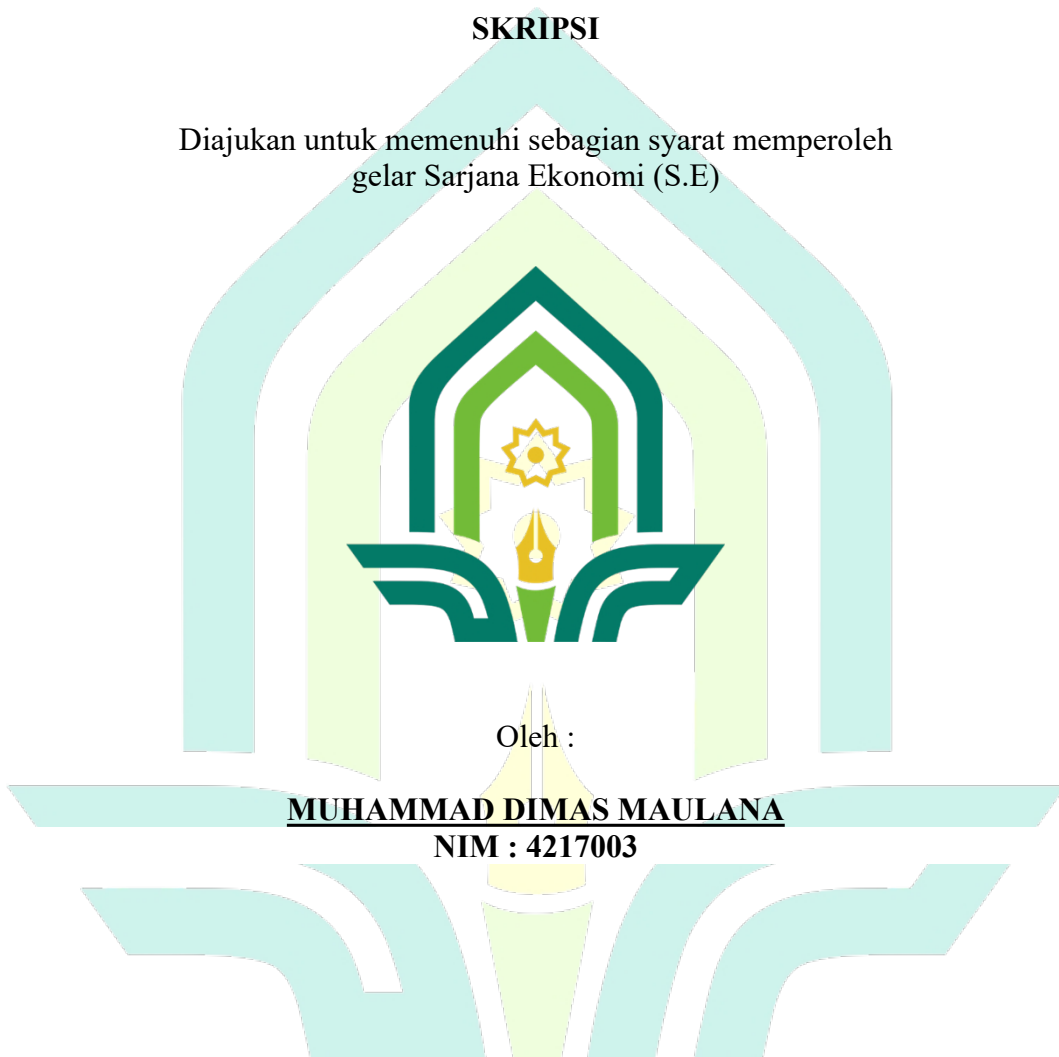 SKRIPSI
Diajukan untuk memenuhi sebagian syarat memperoleh
gelar Sarjana Ekonomi (S.E)
Oleh :
MUHAMMAD DIMAS MAULANA
NIM : 4217003